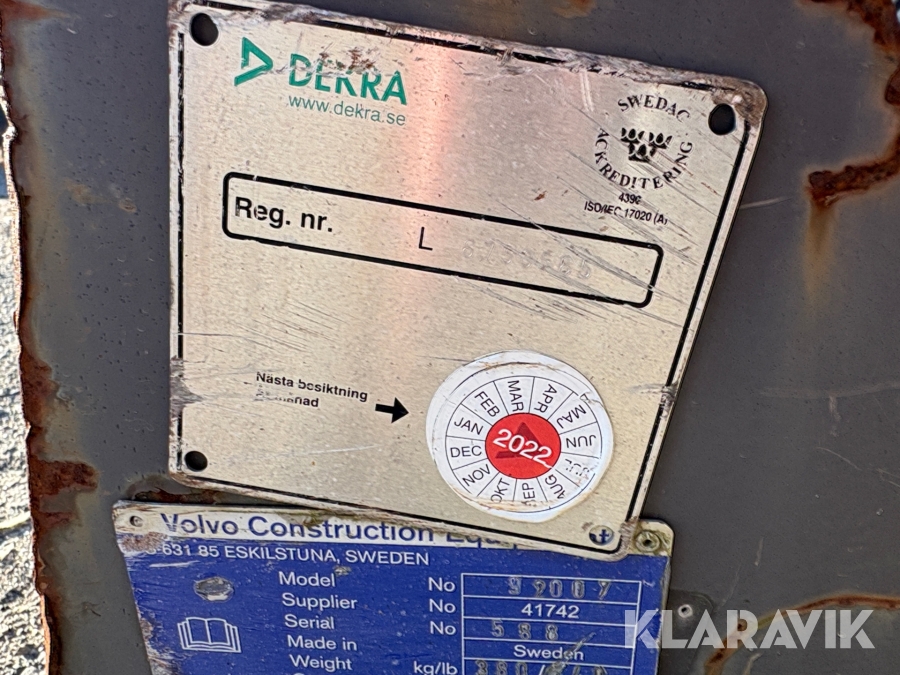 DEKRA
www.dekra.se
SWEDAC
ACKREDITERING
ISO/IEC 17020 (A)
Reg. nr. L
Nästa besiktning
JAN FEB MAR APR MAJ JUN AUG OKT NOV DEC
2022
Volvo Construction
631 85 ESKILSTUNA, SWEDEN
Model No
Supplier No 41742
Serial No 588
Made in Sweden
Weight kg/lb
KLARAVIK